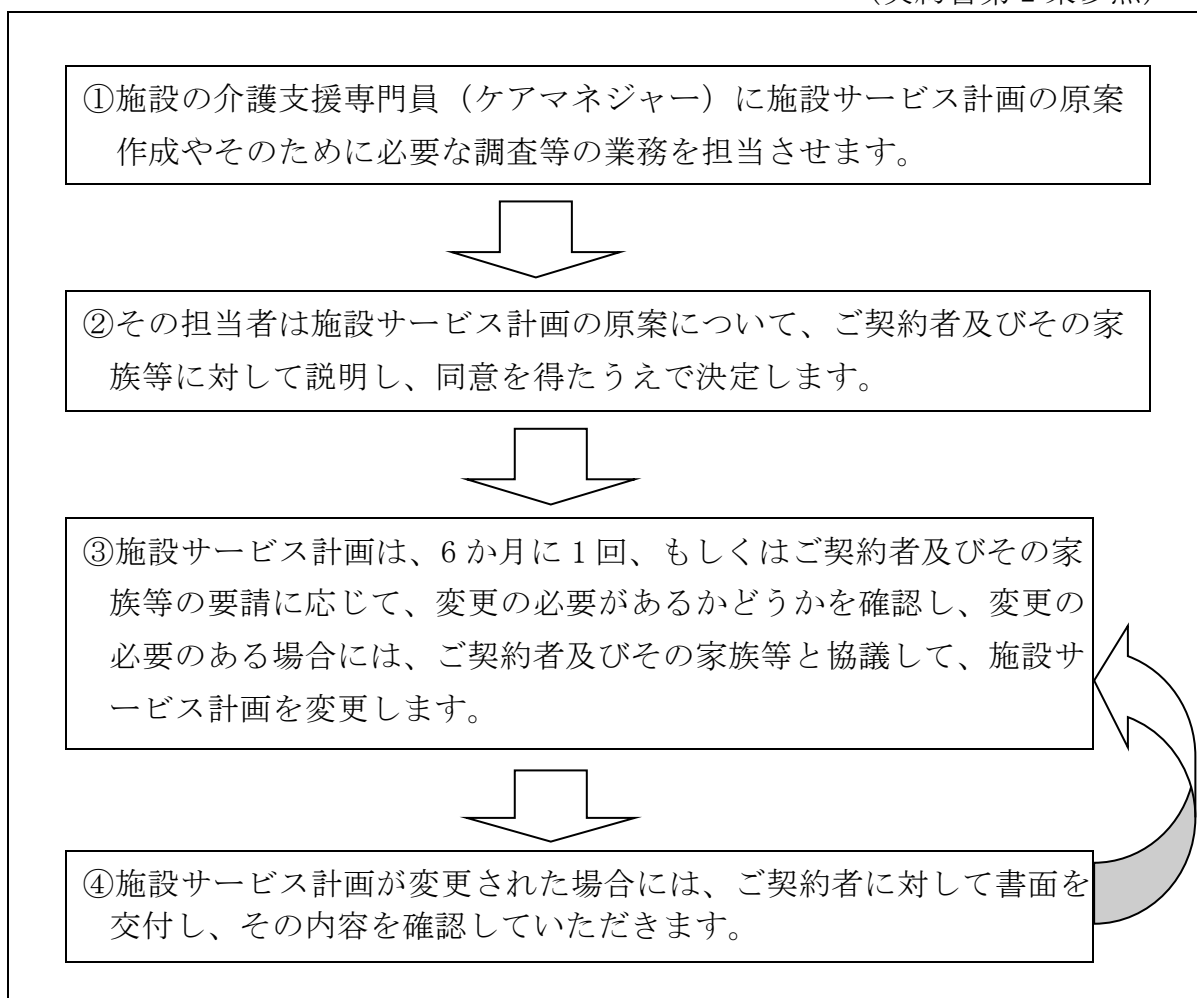 ①施設の介護支援専門員（ケアマネジャー）に施設サービス計画の原案
作成やそのために必要な調査等の業務を担当させます。
②その担当者は施設サービス計画の原案について、ご契約者及びその家
族等に対して説明し、同意を得たうえで決定します。
③施設サービス計画は、6 か月に 1 回、もしくはご契約者及びその家
族等の要請に応じて、変更の必要があるかどうかを確認し、変更の
必要のある場合には、ご契約者及びその家族等と協議して、施設サ
ービス計画を変更します。
④施設サービス計画が変更された場合には、ご契約者に対して書面を
交付し、その内容を確認していただきます。